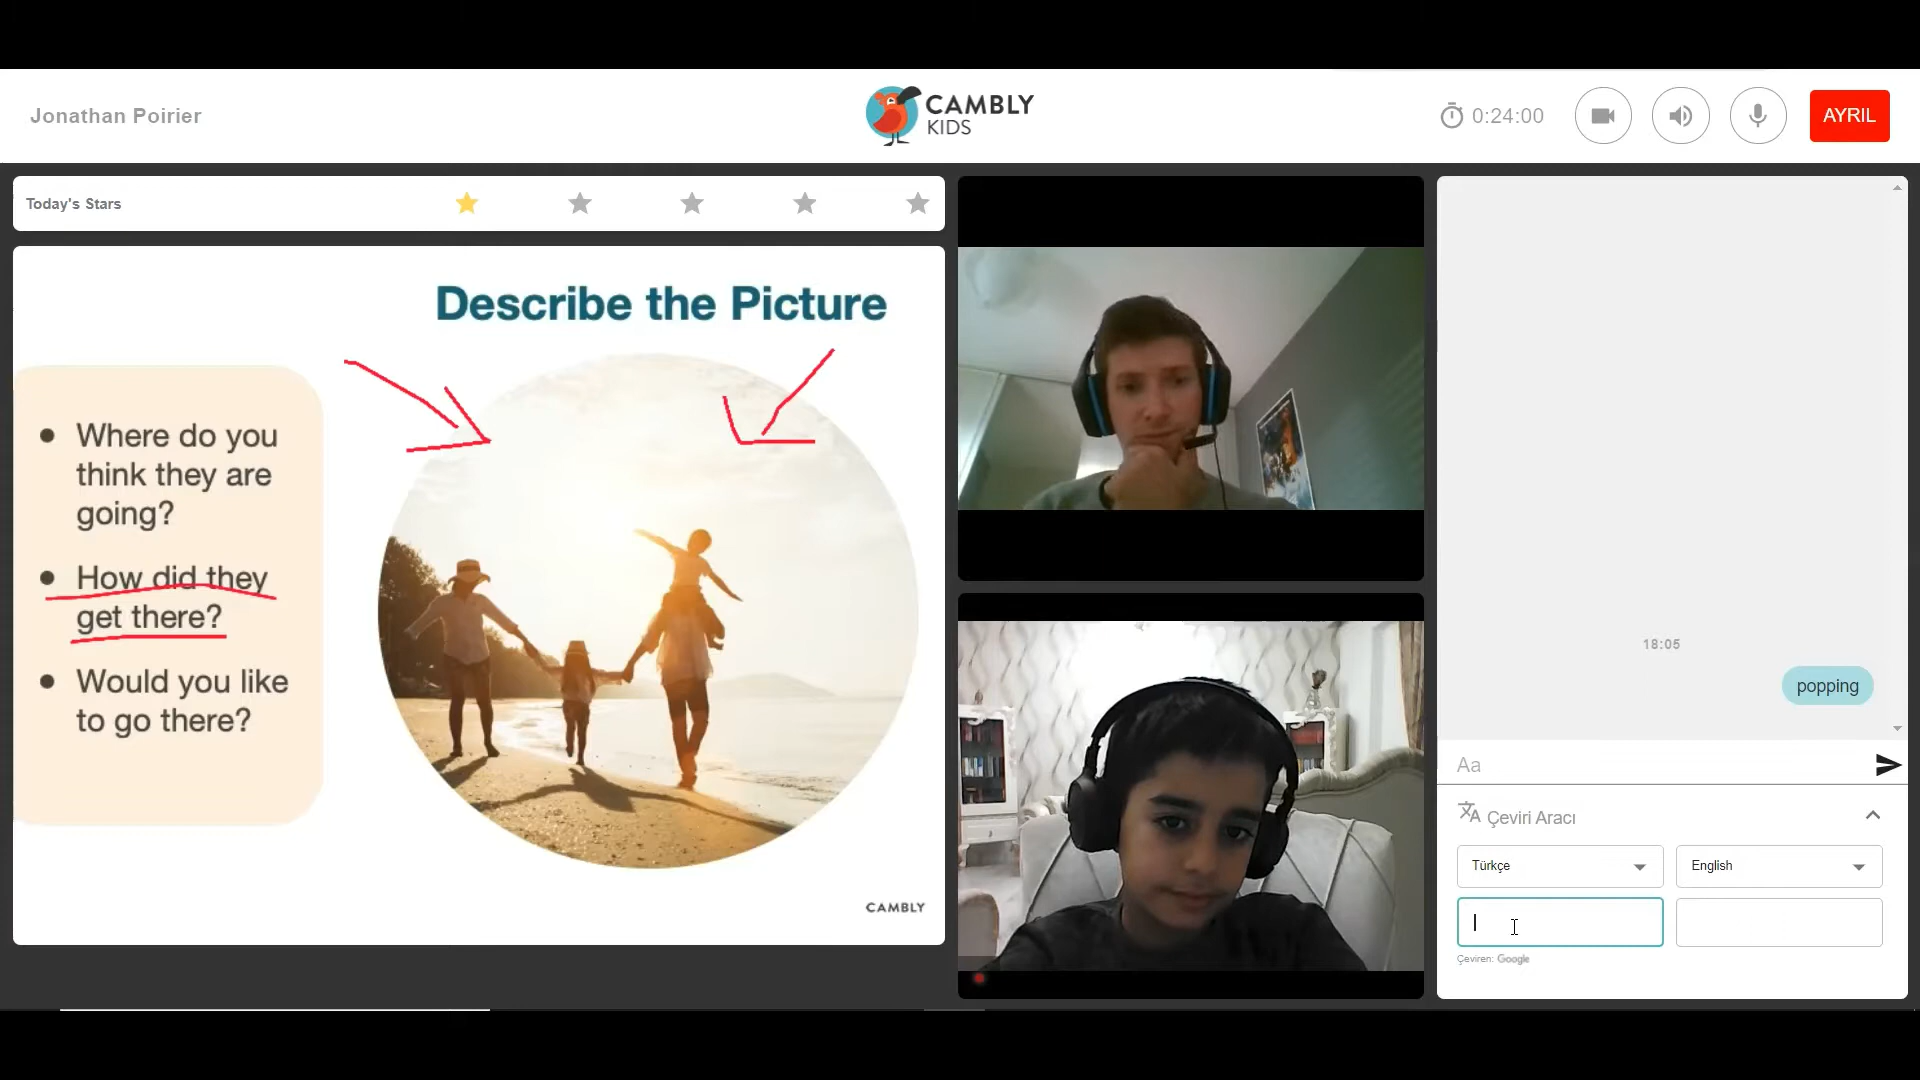 Jonathan Poirier
CAMBLY
KIDS
0:24:00
AYRIL
Today's Stars
Describe the Picture
Where do you
think they are
going?
How did they
get there?
Would you like
to go there?
CAMBLY
18:05
popping
Aa
Çeviri Aracı
Türkçe
English
Çeviren: Google